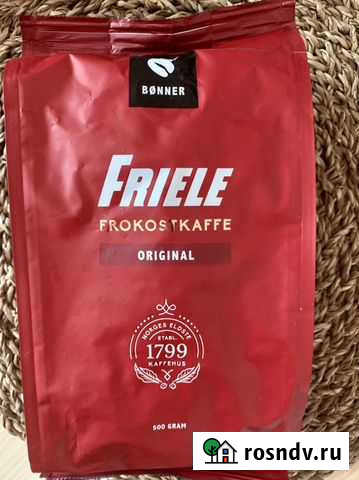 BØNNER
FRIELE
FROKOSTKAFFE
ORIGINAL
NORGES ELDSTE
ETABL.
1799
KAFFEHUS
500 GRAM
rosndv.ru